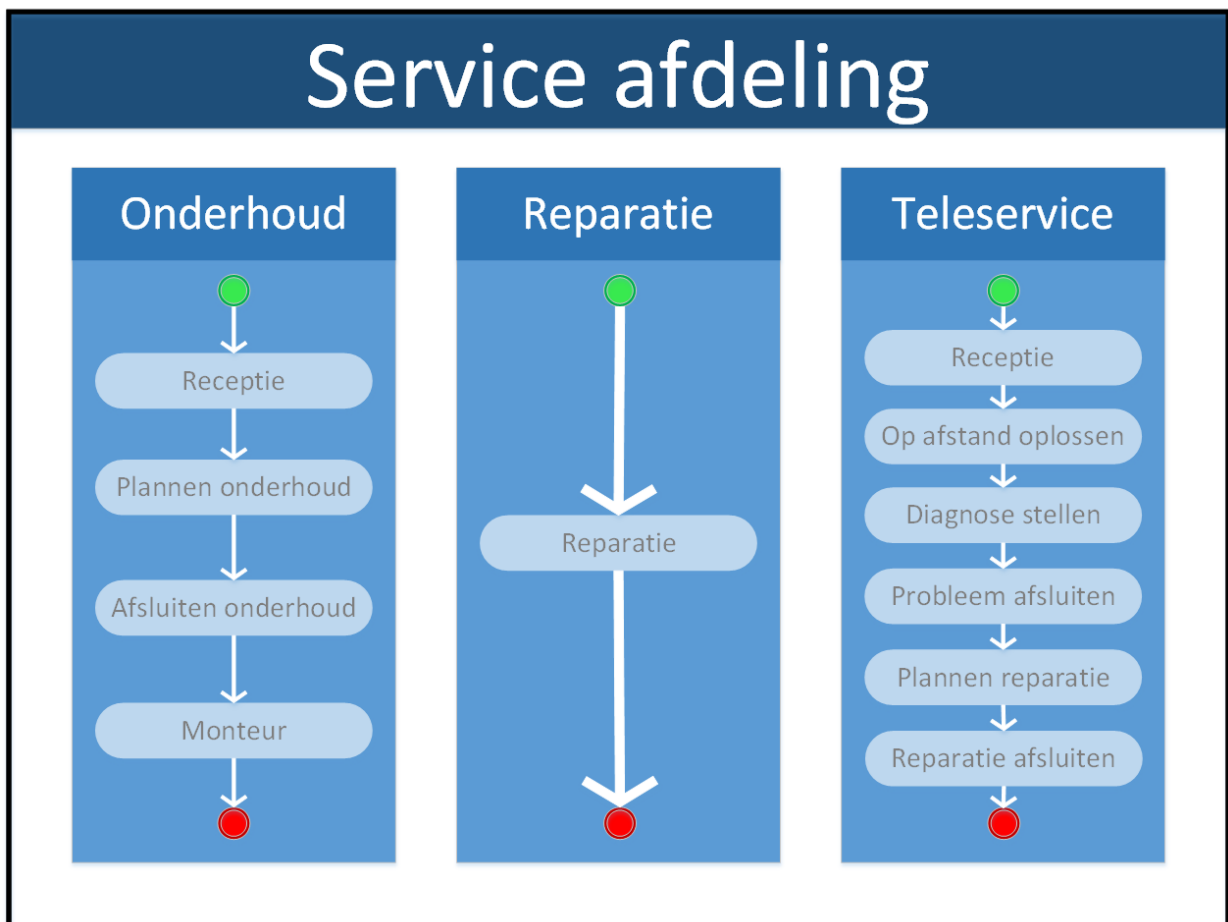 Service afdeling
Onderhoud
Receptie
Plannen onderhoud
Afsluiten onderhoud
Monteur
Reparatie
Reparatie
Teleservice
Receptie
Op afstand oplossen
Diagnose stellen
Probleem afsluiten
Plannen reparatie
Reparatie afsluiten